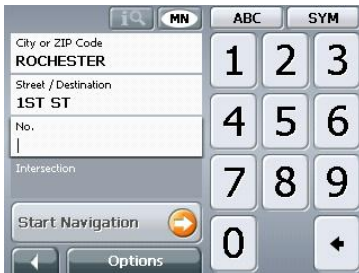 iQ MN ABC SYM
City or ZIP Code
ROCHESTER
Street / Destination
1ST ST
No.
Intersection
Start Navigation
Options
1 2 3
4 5 6
7 8 9
0